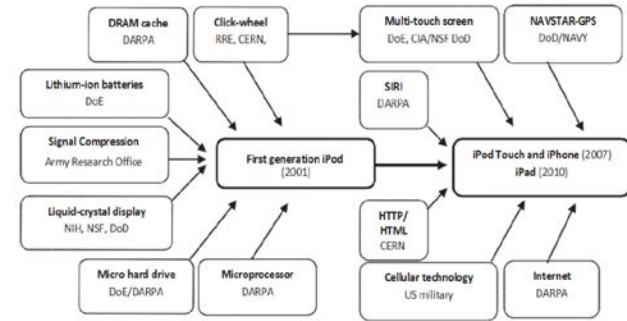 DRAM cache
DARPA
Click-wheel
RRE, CERN,
Multi-touch screen
DoE, CIA/NSF DoD
NAVSTAR-GPS
DoD/NAVY
Lithium-ion batteries
DoE
SIRI
DARPA
Signal Compression
Army Research Office
First generation iPod
(2001)
iPod Touch and iPhone (2007)
iPad (2010)
Liquid-crystal display
NIH, NSF, DoD
HTTP/
HTML
CERN
Micro hard drive
DoE/DARPA
Microprocessor
DARPA
Cellular technology
US military
Internet
DARPA